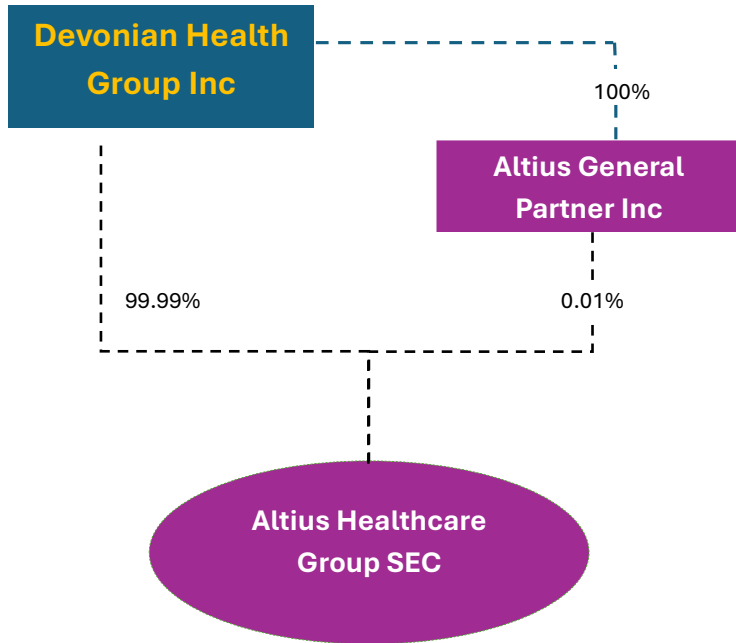 Devonian Health
Group Inc
100%
Altius General
Partner Inc
99.99%
0.01%
Altius Healthcare
Group SEC